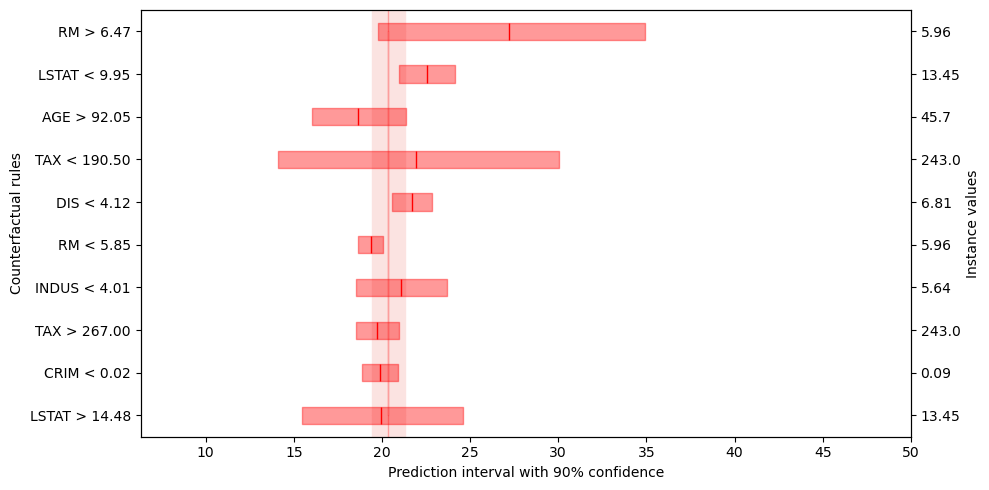 Counterfactual rules
RM > 6.47
LSTAT < 9.95
AGE > 92.05
TAX < 190.50
DIS < 4.12
RM < 5.85
INDUS < 4.01
TAX > 267.00
CRIM < 0.02
LSTAT > 14.48
5.96
13.45
45.7
243.0
6.81
5.96
5.64
243.0
0.09
13.45
Instance values
10 15 20 25 30 35 40 45 50
Prediction interval with 90% confidence